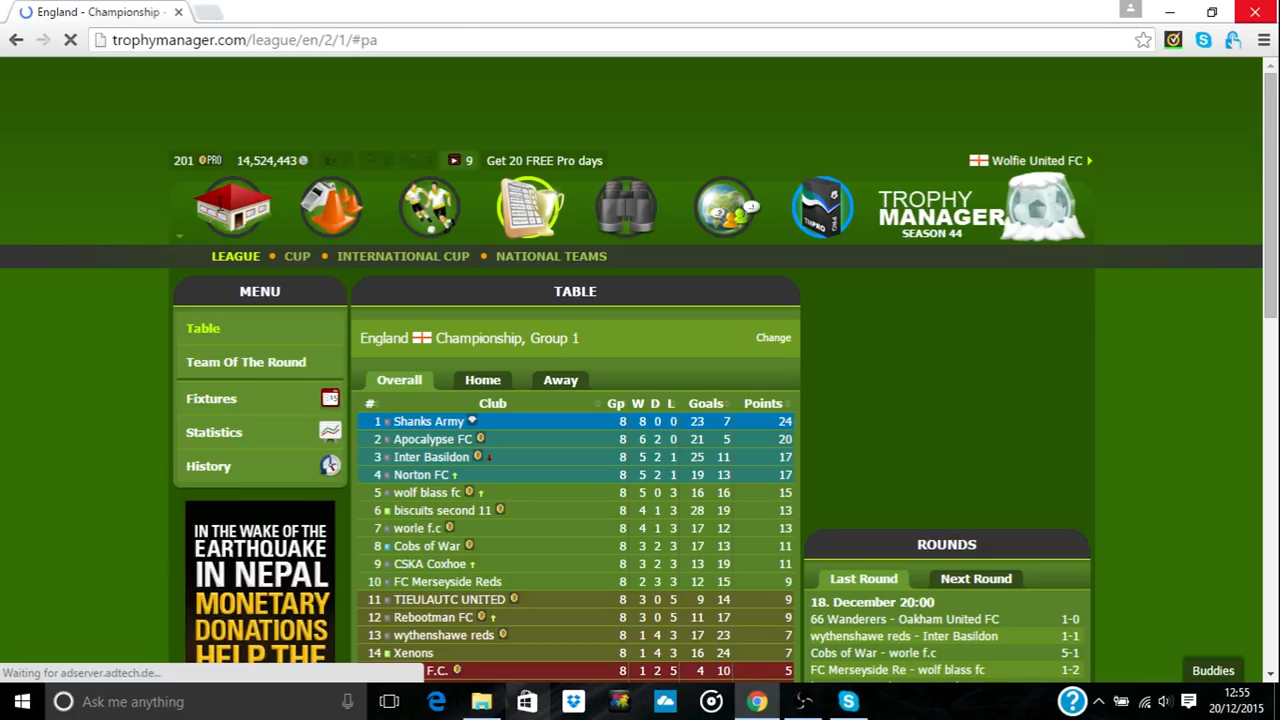 England - Championship -
trophymanager.com/league/en/2/1/#pa
201 PRO 14,524,443 9 Get 20 FREE Pro days
Wolfie United FC
TROPHY
MANAGER
SEASON 44
LEAGUE • CUP • INTERNATIONAL CUP • NATIONAL TEAMS
MENU
Table
Team Of The Round
Fixtures
Statistics
History
IN THE WAKE OF THE
EARTHQUAKE
IN NEPAL
MONETARY
DONATIONS
HELP THE
TABLE
England Championship, Group 1 Change
Overall Home Away
# Club Gp W D L Goals Points
1 Shanks Army 8 8 0 0 23 7 24
2 Apocalypse FC 8 6 2 0 21 5 20
3 Inter Basildon 8 5 2 1 25 11 17
4 Norton FC 8 5 2 1 19 13 17
5 wolf blass fc 8 5 0 3 16 16 15
6 biscuits second 11 8 4 1 3 28 19 13
7 worle f.c 8 4 1 3 17 12 13
8 Cobs of War 8 3 2 3 17 13 11
9 CSKA Coxhoe 8 3 2 3 13 19 11
10 FC Merseyside Reds 8 2 3 3 12 15 9
11 TIEULAUTC UNITED 8 3 0 5 9 14 9
12 Rebootman FC 8 3 0 5 11 17 9
13 wythenshawe reds 8 1 4 3 17 23 7
14 Xenons 8 1 4 3 16 24 7
F.C. 8 1 2 5 4 10 5
ROUNDS
Last Round Next Round
18. December 20:00
66 Wanderers - Oakham United FC 1-0
wythenshawe reds - Inter Basildon 1-1
Cobs of War - worle f.c 5-1
FC Merseyside Re - wolf blass fc 1-2
Buddies
Waiting for adserver.adtech.de...
Ask me anything
12:55
20/12/2015